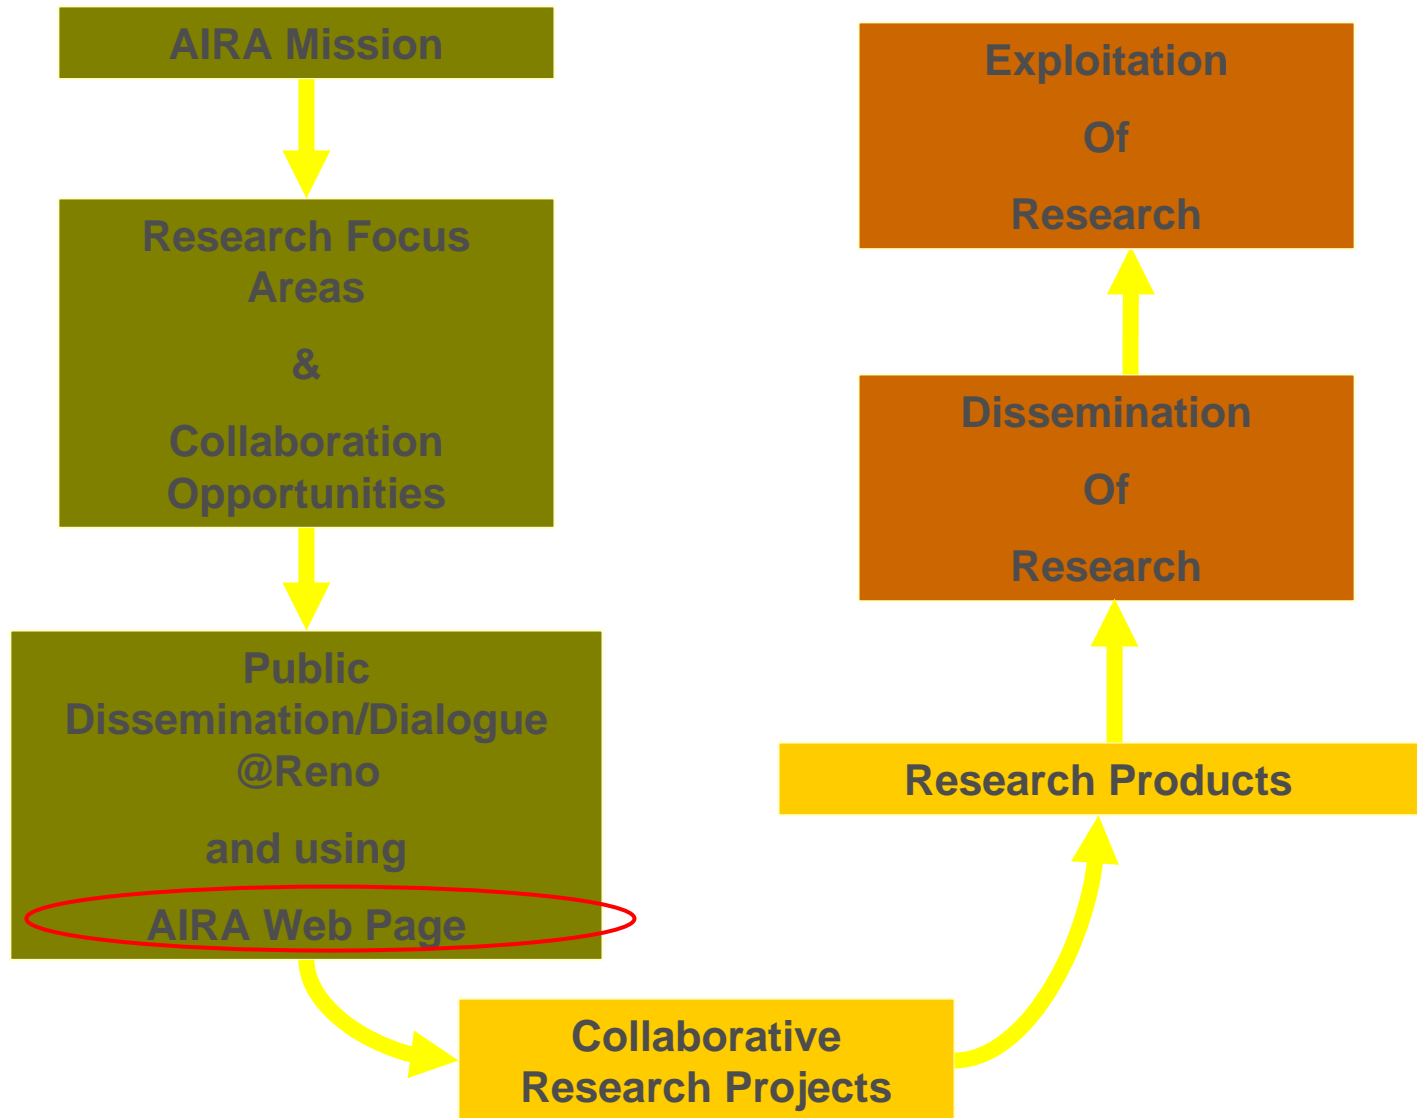 AIRA Mission
Research Focus
Areas
&
Collaboration
Opportunities
Public
Dissemination/Dialogue
@Reno
and using
AIRA Web Page
Collaborative
Research Projects
Research Products
Dissemination
Of
Research
Exploitation
Of
Research